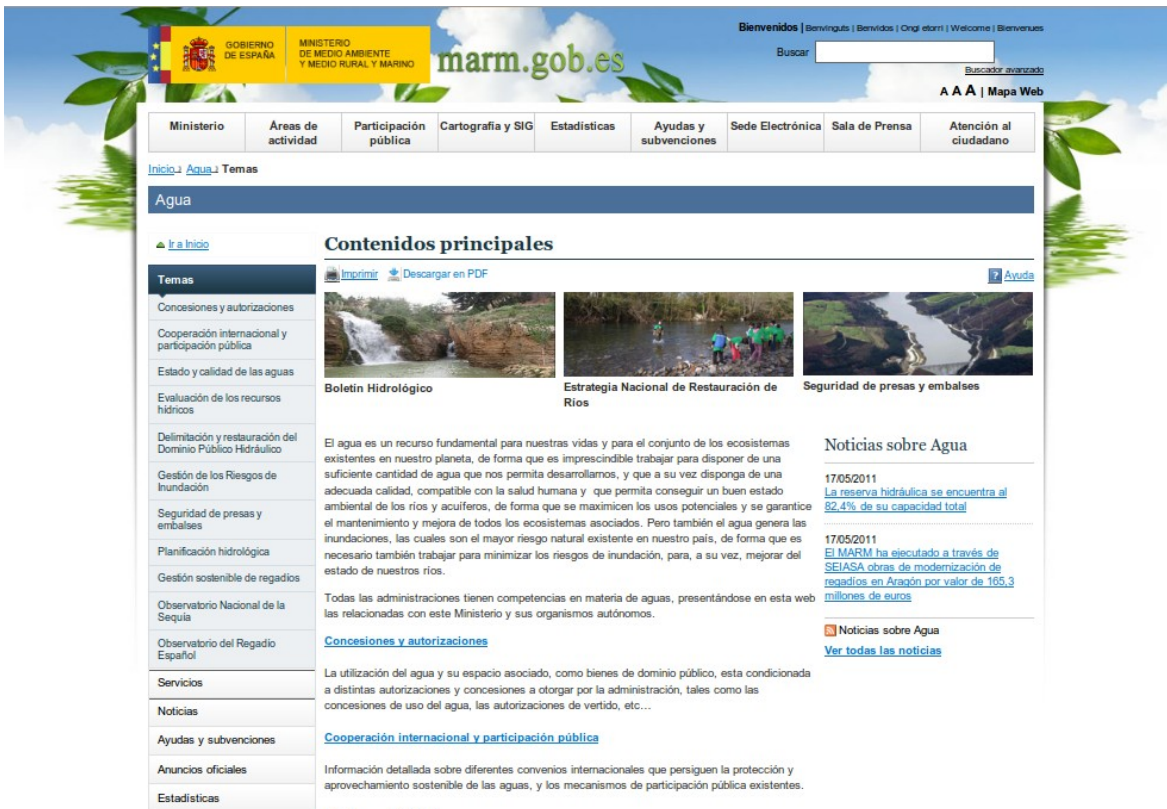 Bienvenidos | Benvinguts | Benvidos | Ongi etorri | Welcome | Bienvenues
GOBIERNO
DE ESPAÑA
MINISTERIO
DE MEDIO AMBIENTE
Y MEDIO RURAL Y MARINO
marm.gob.es
Buscar
Buscador avanzado
A A A | Mapa Web
Ministerio
Áreas de
actividad
Participación
pública
Cartografía y SIG
Estadísticas
Ayudas y
subvenciones
Sede Electrónica
Sala de Prensa
Atención al
ciudadano
Inicio Agua Temas
Agua
Ir a Inicio
Temas
Concesiones y autorizaciones
Cooperación internacional y
participación pública
Estado y calidad de las aguas
Evaluación de los recursos
hídricos
Delimitación y restauración del
Dominio Público Hidráulico
Gestión de los Riesgos de
Inundación
Seguridad de presas y
embalses
Planificación hidrológica
Gestión sostenible de regadíos
Observatorio Nacional de la
Sequía
Observatorio del Regadío
Español
Servicios
Noticias
Ayudas y subvenciones
Anuncios oficiales
Estadísticas
Contenidos principales
Imprimir Descargar en PDF
? Ayuda
Boletín Hidrológico
Estrategia Nacional de Restauración de
Ríos
Seguridad de presas y embalses
El agua es un recurso fundamental para nuestras vidas y para el conjunto de los ecosistemas
existentes en nuestro planeta, de forma que es imprescindible trabajar para disponer de una
suficiente cantidad de agua que nos permita desarrollarnos, y que a su vez disponga de una
adecuada calidad, compatible con la salud humana y que permita conseguir un buen estado
ambiental de los ríos y acuíferos, de forma que se maximicen los usos potenciales y se garantice
el mantenimiento y mejora de todos los ecosistemas asociados. Pero también el agua genera las
inundaciones, las cuales son el mayor riesgo natural existente en nuestro país, de forma que es
necesario también trabajar para minimizar los riesgos de inundación, para, a su vez, mejorar del
estado de nuestros ríos.
Todas las administraciones tienen competencias en materia de aguas, presentándose en esta web
las relacionadas con este Ministerio y sus organismos autónomos.
Concesiones y autorizaciones
La utilización del agua y su espacio asociado, como bienes de dominio público, esta condicionada
a distintas autorizaciones y concesiones a otorgar por la administración, tales como las
concesiones de uso del agua, las autorizaciones de vertido, etc…
Cooperación internacional y participación pública
Información detallada sobre diferentes convenios internacionales que persiguen la protección y
aprovechamiento sostenible de las aguas, y los mecanismos de participación pública existentes.
Noticias sobre Agua
17/05/2011
La reserva hidráulica se encuentra al
82,4% de su capacidad total
17/05/2011
El MARM ha ejecutado a través de
SEIASA obras de modernización de
regadíos en Aragón por valor de 165,3
millones de euros
Noticias sobre Agua
Ver todas las noticias